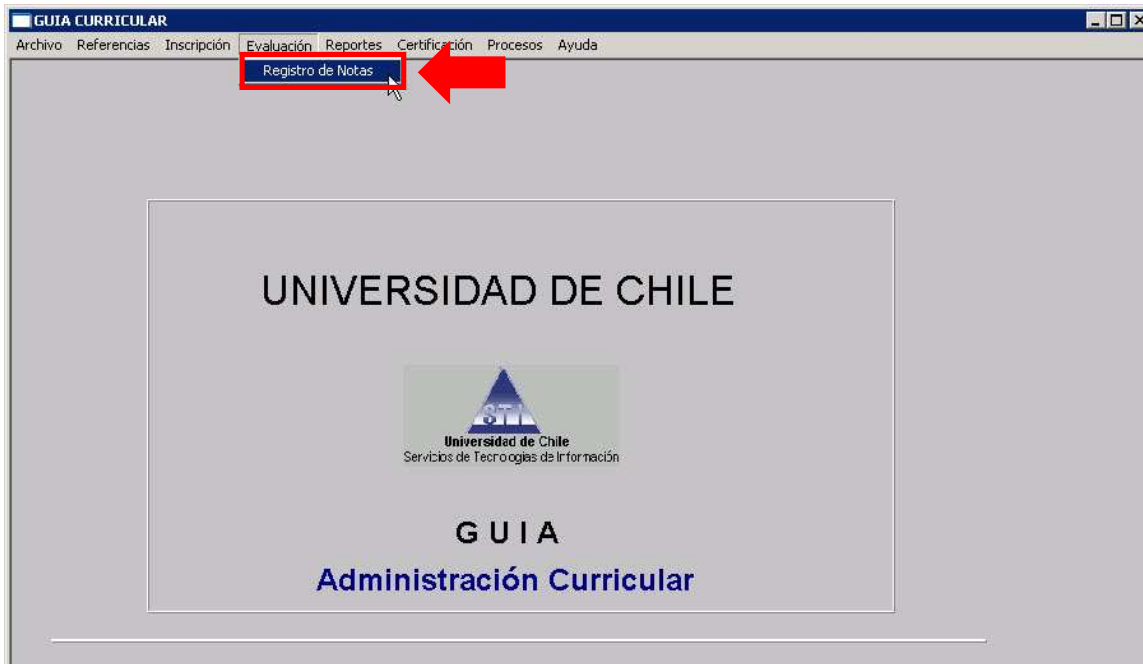 GUIA CURRICULAR
Archivo Referencias Inscripción Evaluación Reportes Certificación Procesos Ayuda
Registro de Notas
UNIVERSIDAD DE CHILE
STI
Universidad de Chile
Servicios de Tecnologías de Información
G U I A
Administración Curricular